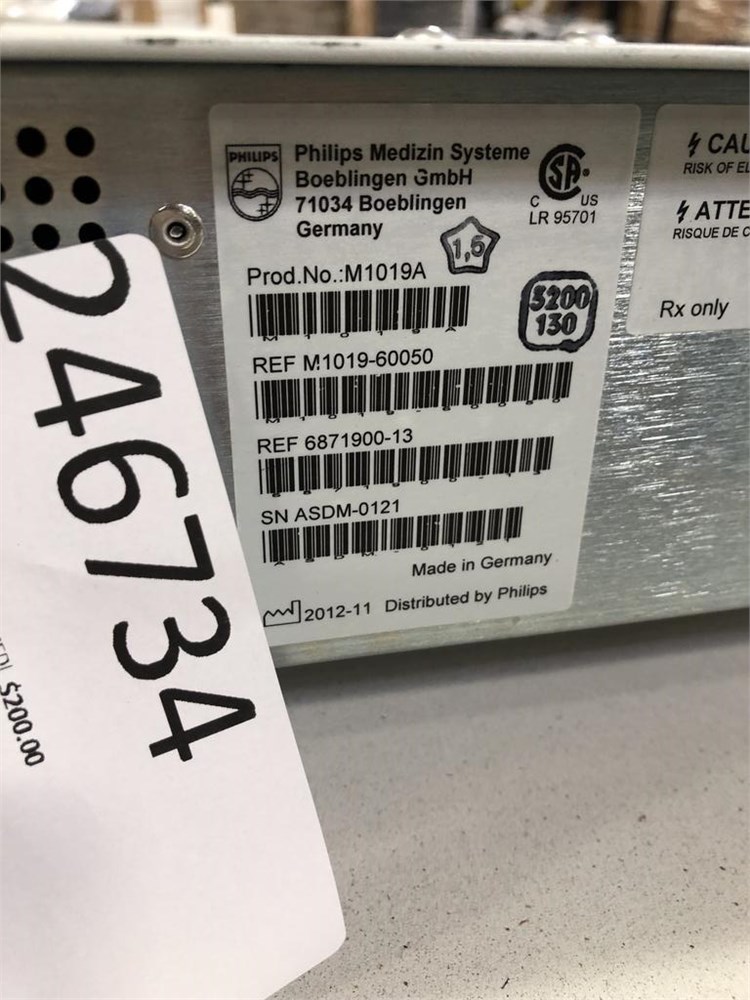 PHILIPS
Philips Medizin Systeme
Boeblingen GmbH
71034 Boeblingen
Germany
SA
C US
LR 95701
1,5
Prod.No.:M1019A
5200
130
REF M1019-60050
REF 6871900-13
SN ASDM-0121
Made in Germany
2012-11 Distributed by Philips
CAU
RISK OF EL
ATTE
RISQUE DE C
Rx only
246734
$200.00